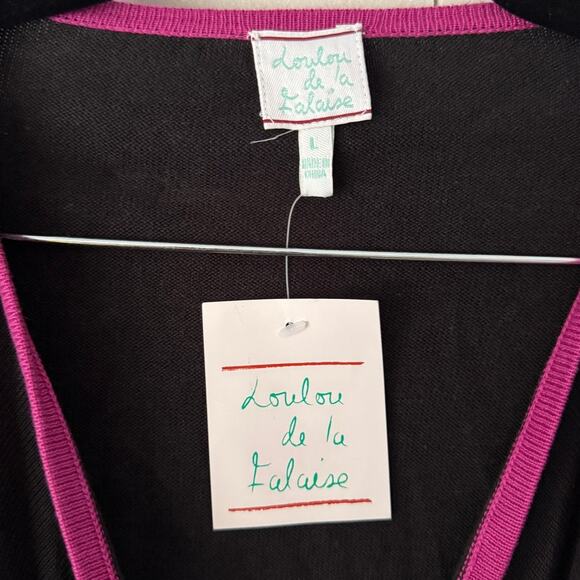 Loulou
de la
Falaise
L
MADE IN
CHINA
Loulou
de la
Falaise